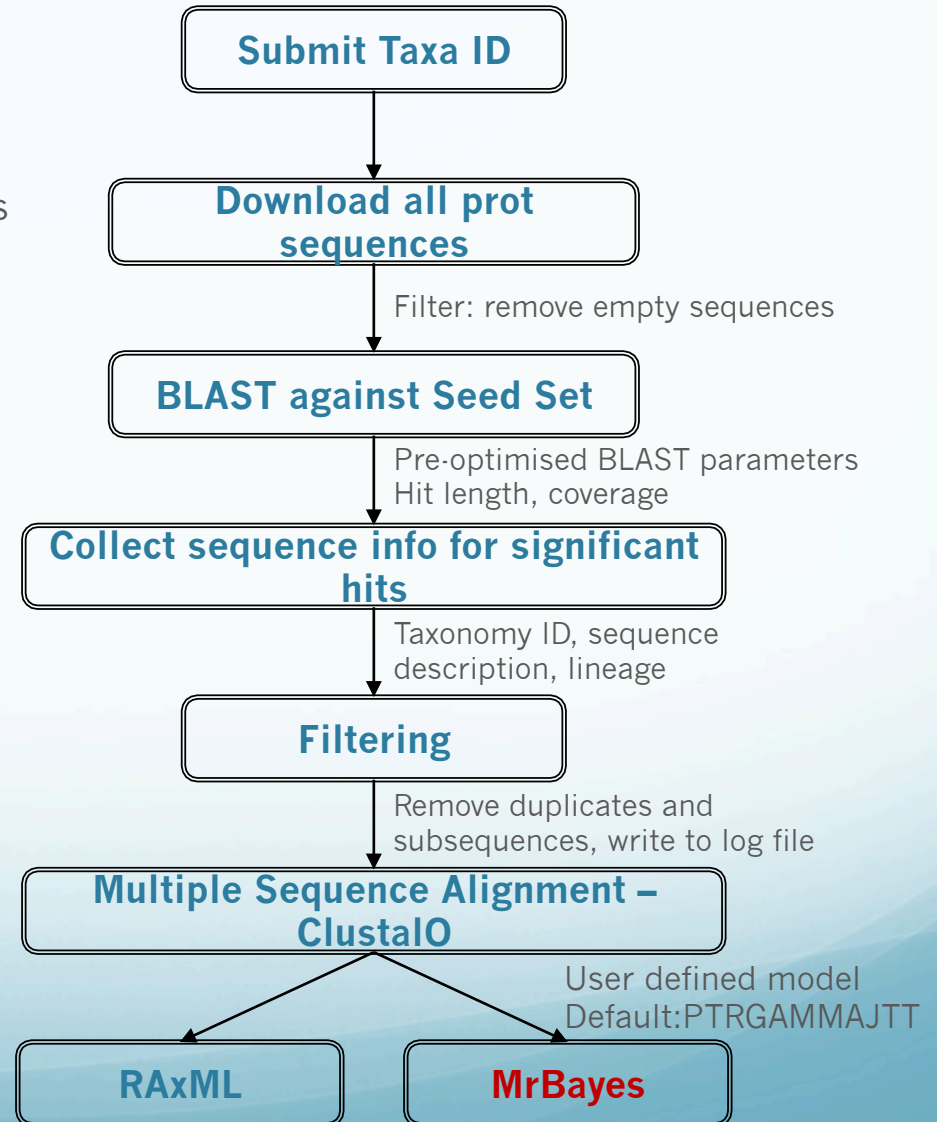 Submit Taxa ID
s
Download all prot
sequences
Filter: remove empty sequences
BLAST against Seed Set
Pre-optimised BLAST parameters
Hit length, coverage
Collect sequence info for significant
hits
Taxonomy ID, sequence
description, lineage
Filtering
Remove duplicates and
subsequences, write to log file
Multiple Sequence Alignment –
ClustalO
User defined model
Default:PTRGAMMAJTT
RAxML
MrBayes